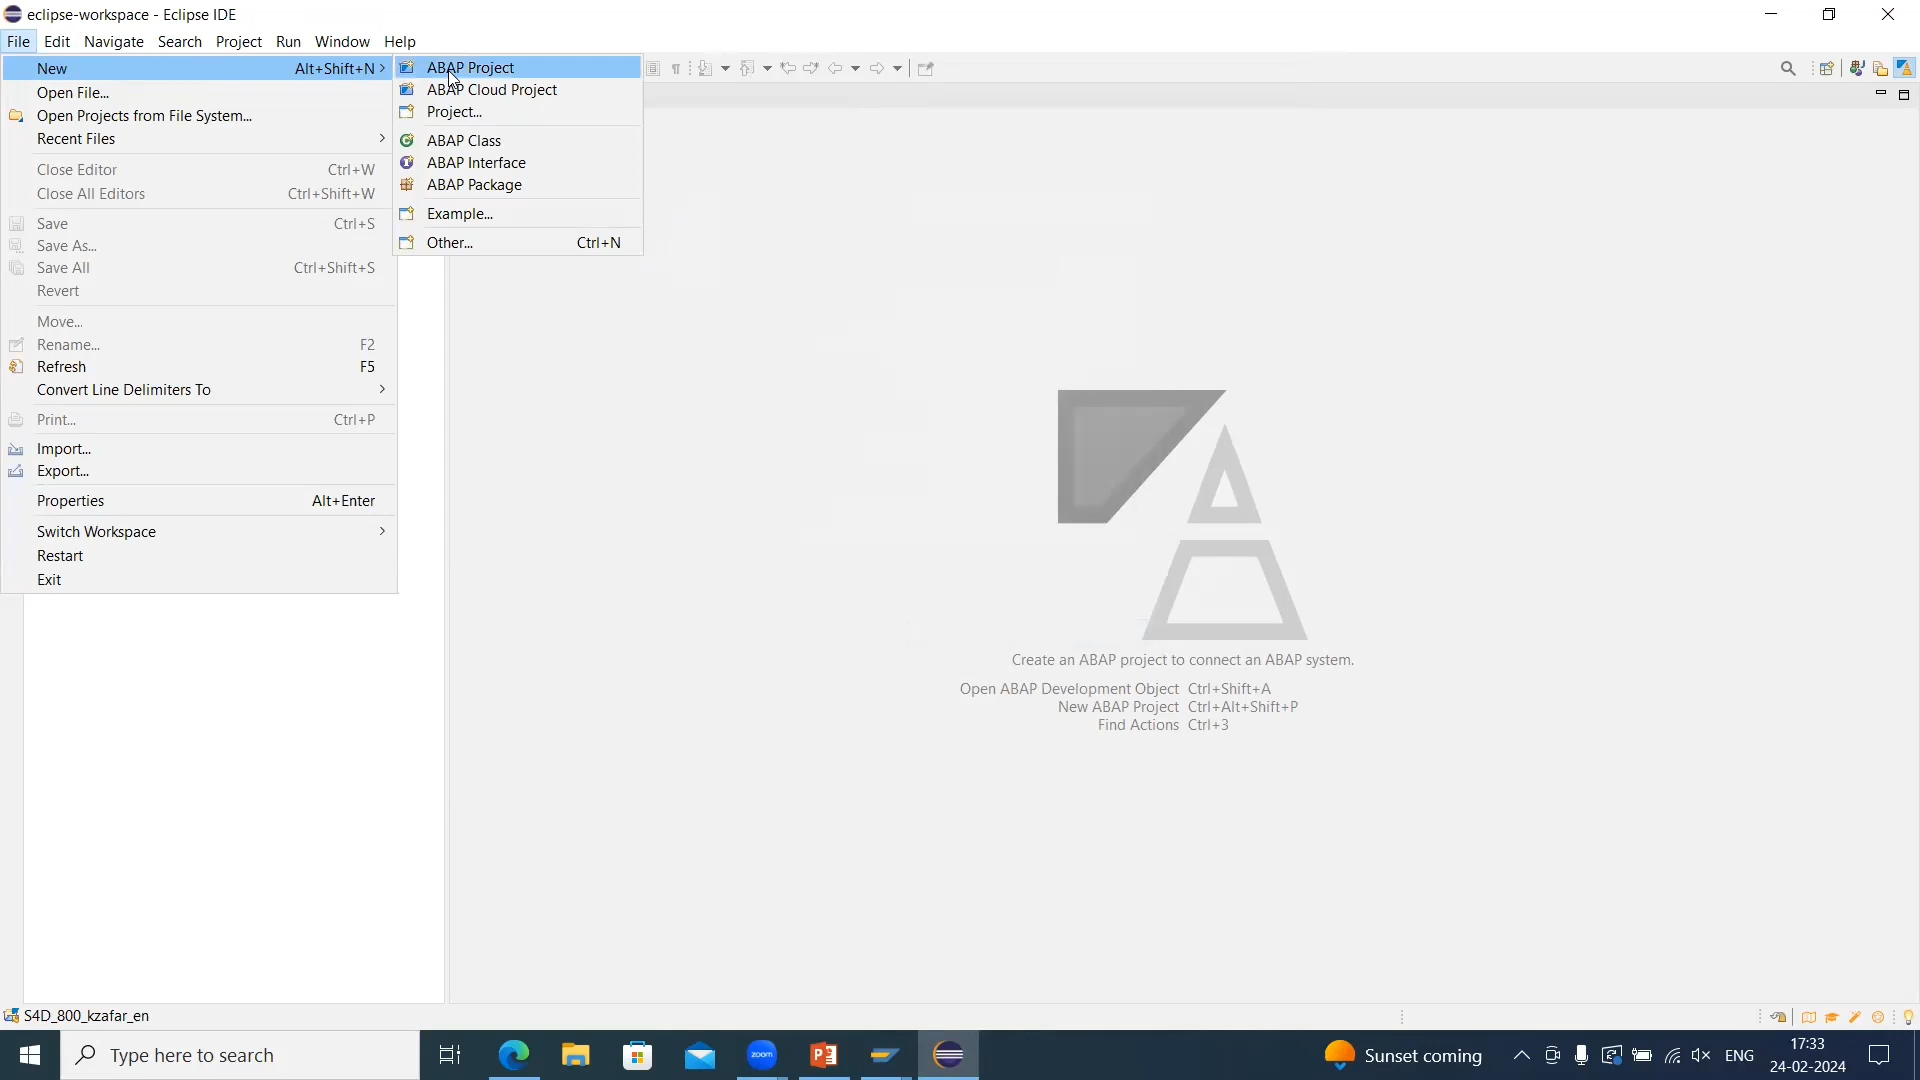 eclipse-workspace - Eclipse IDE
File Edit Navigate Search Project Run Window Help
New Alt+Shift+N
Open File...
Open Projects from File System...
Recent Files
Close Editor Ctrl+W
Close All Editors Ctrl+Shift+W
Save Ctrl+S
Save As...
Save All Ctrl+Shift+S
Revert
Move...
Rename... F2
Refresh F5
Convert Line Delimiters To
Print... Ctrl+P
Import...
Export...
Properties Alt+Enter
Switch Workspace
Restart
Exit
ABAP Project
ABAP Cloud Project
Project...
ABAP Class
ABAP Interface
ABAP Package
Example...
Other... Ctrl+N
Create an ABAP project to connect an ABAP system.
Open ABAP Development Object Ctrl+Shift+A
New ABAP Project Ctrl+Alt+Shift+P
Find Actions Ctrl+3
S4D_800_kzafar_en
Type here to search
zoom
Sunset coming
ENG
17:33
24-02-2024